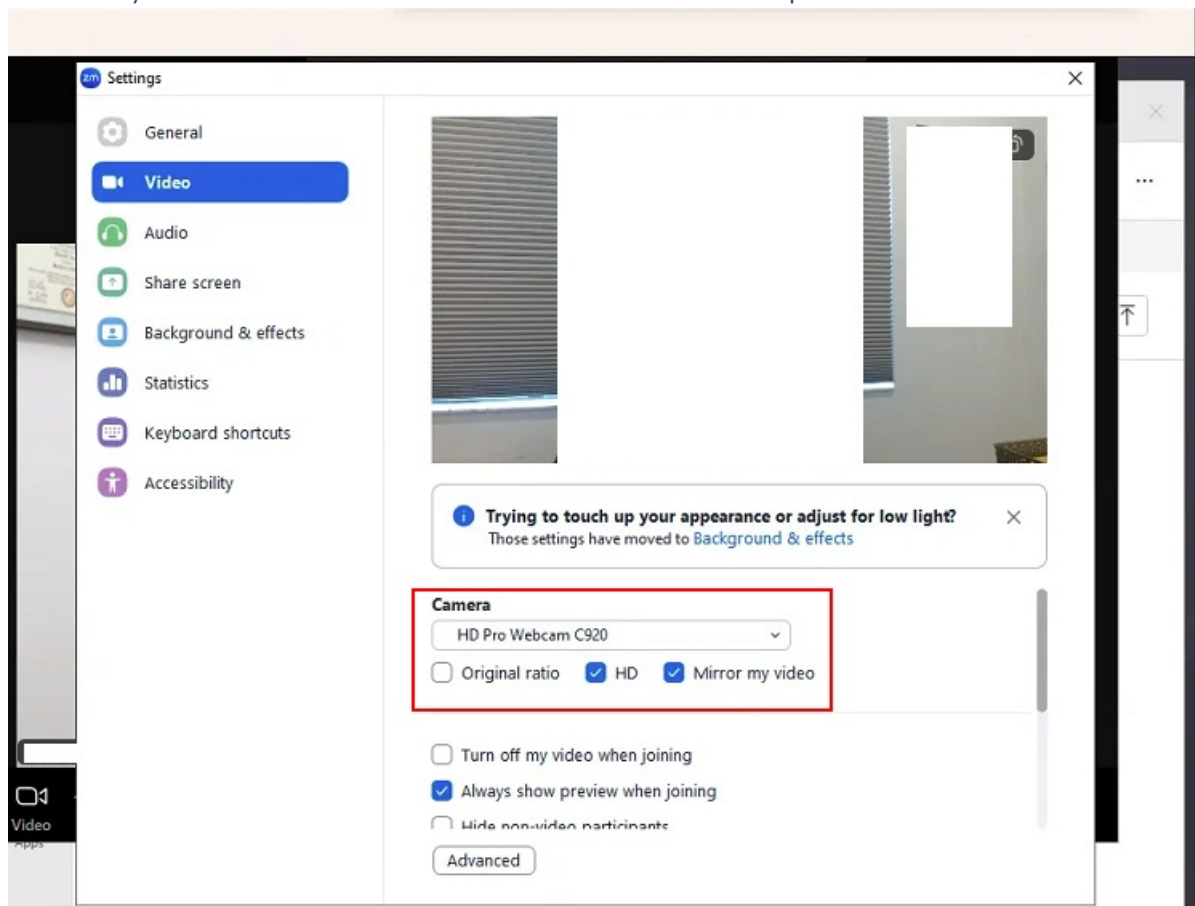 zm Settings
General
Video
Audio
Share screen
Background & effects
Statistics
Keyboard shortcuts
Accessibility
Trying to touch up your appearance or adjust for low light?
Those settings have moved to Background & effects
Camera
HD Pro Webcam C920
Original ratio HD Mirror my video
Turn off my video when joining
Always show preview when joining
Hide non-video participants
Advanced
Video
Apps